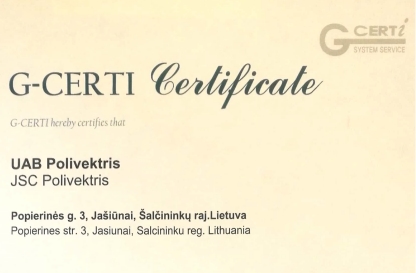 G CERTi
SYSTEM SERVICE
G-CERTI Certificate
G-CERTI hereby certifies that
UAB Polivektris
JSC Polivektris
Popierinės g. 3, Jašiūnai, Šalčininkų raj.Lietuva
Popierines str. 3, Jasiunai, Salcininku reg. Lithuania